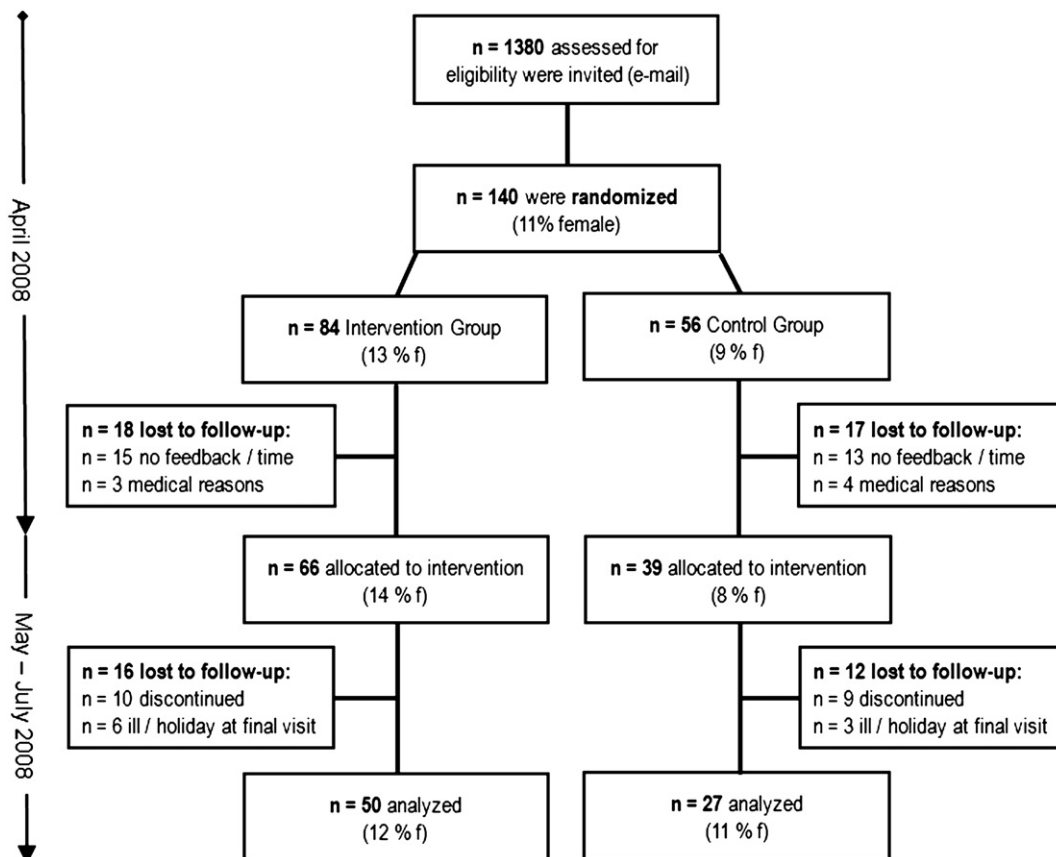 n = 1380 assessed for
eligibility were invited (e-mail)
n = 140 were randomized
(11% female)
April 2008
n = 84 Intervention Group
(13 % f)
n = 56 Control Group
(9 % f)
n = 18 lost to follow-up:
n = 15 no feedback / time
n = 3 medical reasons
n = 17 lost to follow-up:
n = 13 no feedback / time
n = 4 medical reasons
n = 66 allocated to intervention
(14 % f)
n = 39 allocated to intervention
(8 % f)
May – July 2008
n = 16 lost to follow-up:
n = 10 discontinued
n = 6 ill / holiday at final visit
n = 12 lost to follow-up:
n = 9 discontinued
n = 3 ill / holiday at final visit
n = 50 analyzed
(12 % f)
n = 27 analyzed
(11 % f)